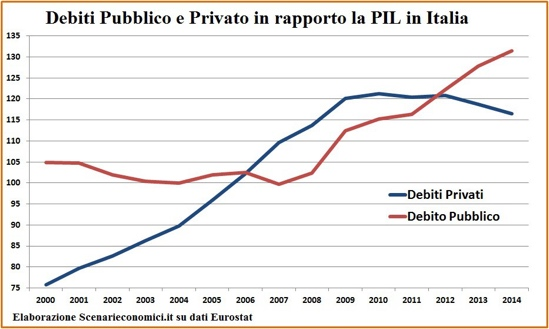 Debiti Pubblico e Privato in rapporto la PIL in Italia
135
130
125
120
115
110
105
100
95
90
85
80
75
Debiti Privati
Debito Pubblico
2000 2001 2002 2003 2004 2005 2006 2007 2008 2009 2010 2011 2012 2013 2014
Elaborazione Scenarieconomici.it su dati Eurostat